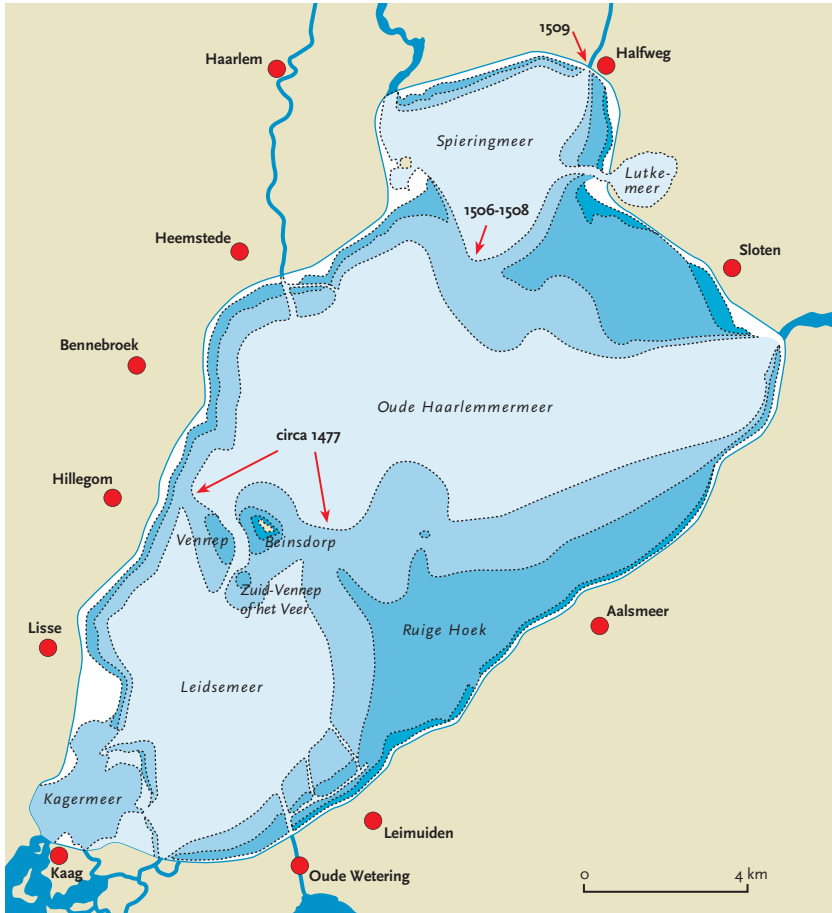 1509
Haarlem
Halfweg
Spieringmeer
Lutke-
meer
1506-1508
Heemstede
Sloten
Bennebroek
Oude Haarlemmermeer
circa 1477
Hillegom
Vennep
Beinsdorp
Zuid-Vennep
of het Veer
Aalsmeer
Lisse
Ruige Hoek
Leidsemeer
Kagermeer
Leimuiden
Kaag
Oude Wetering
0
4 km